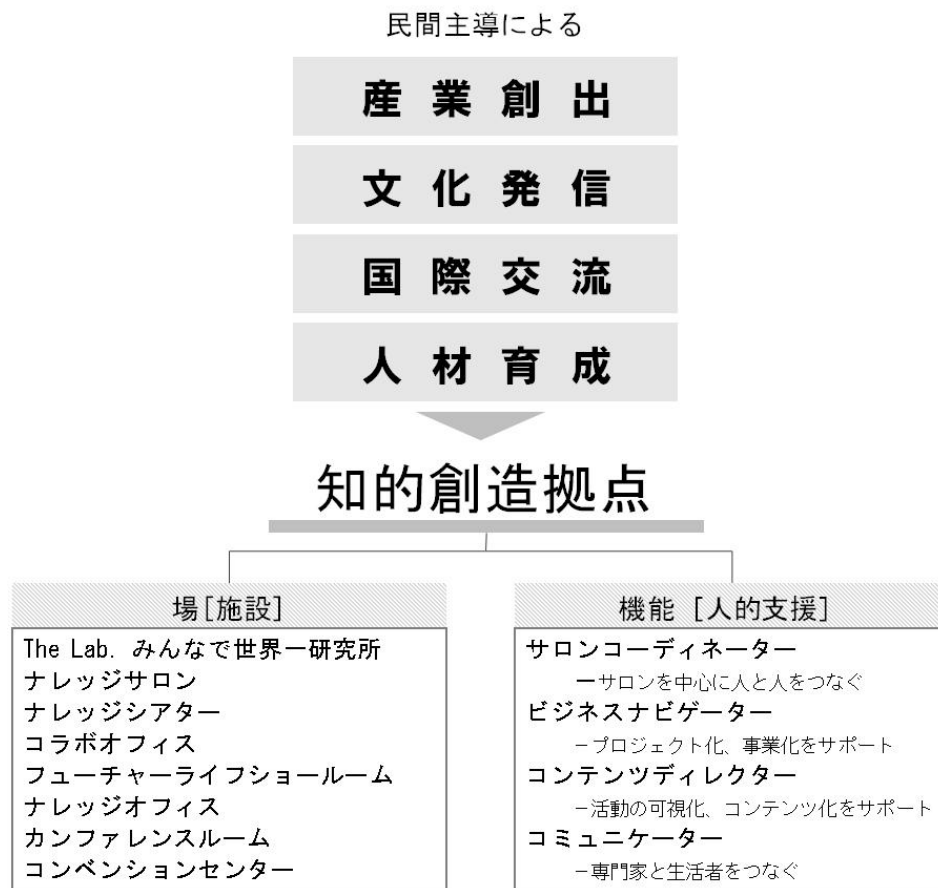 民間主導による
産業創出
文化発信
国際交流
人材育成
知的創造拠点
場[施設]
The Lab. みんなで世界一研究所
ナレッジサロン
ナレッジシアター
コラボオフィス
フューチャーライフショールーム
ナレッジオフィス
カンファレンスルーム
コンベンションセンター
機能 [人的支援]
サロンコーディネーター
ーサロンを中心に人と人をつなぐ
ビジネスナビゲーター
－プロジェクト化、事業化をサポート
コンテンツディレクター
－活動の可視化、コンテンツ化をサポート
コミュニケーター
－専門家と生活者をつなぐ